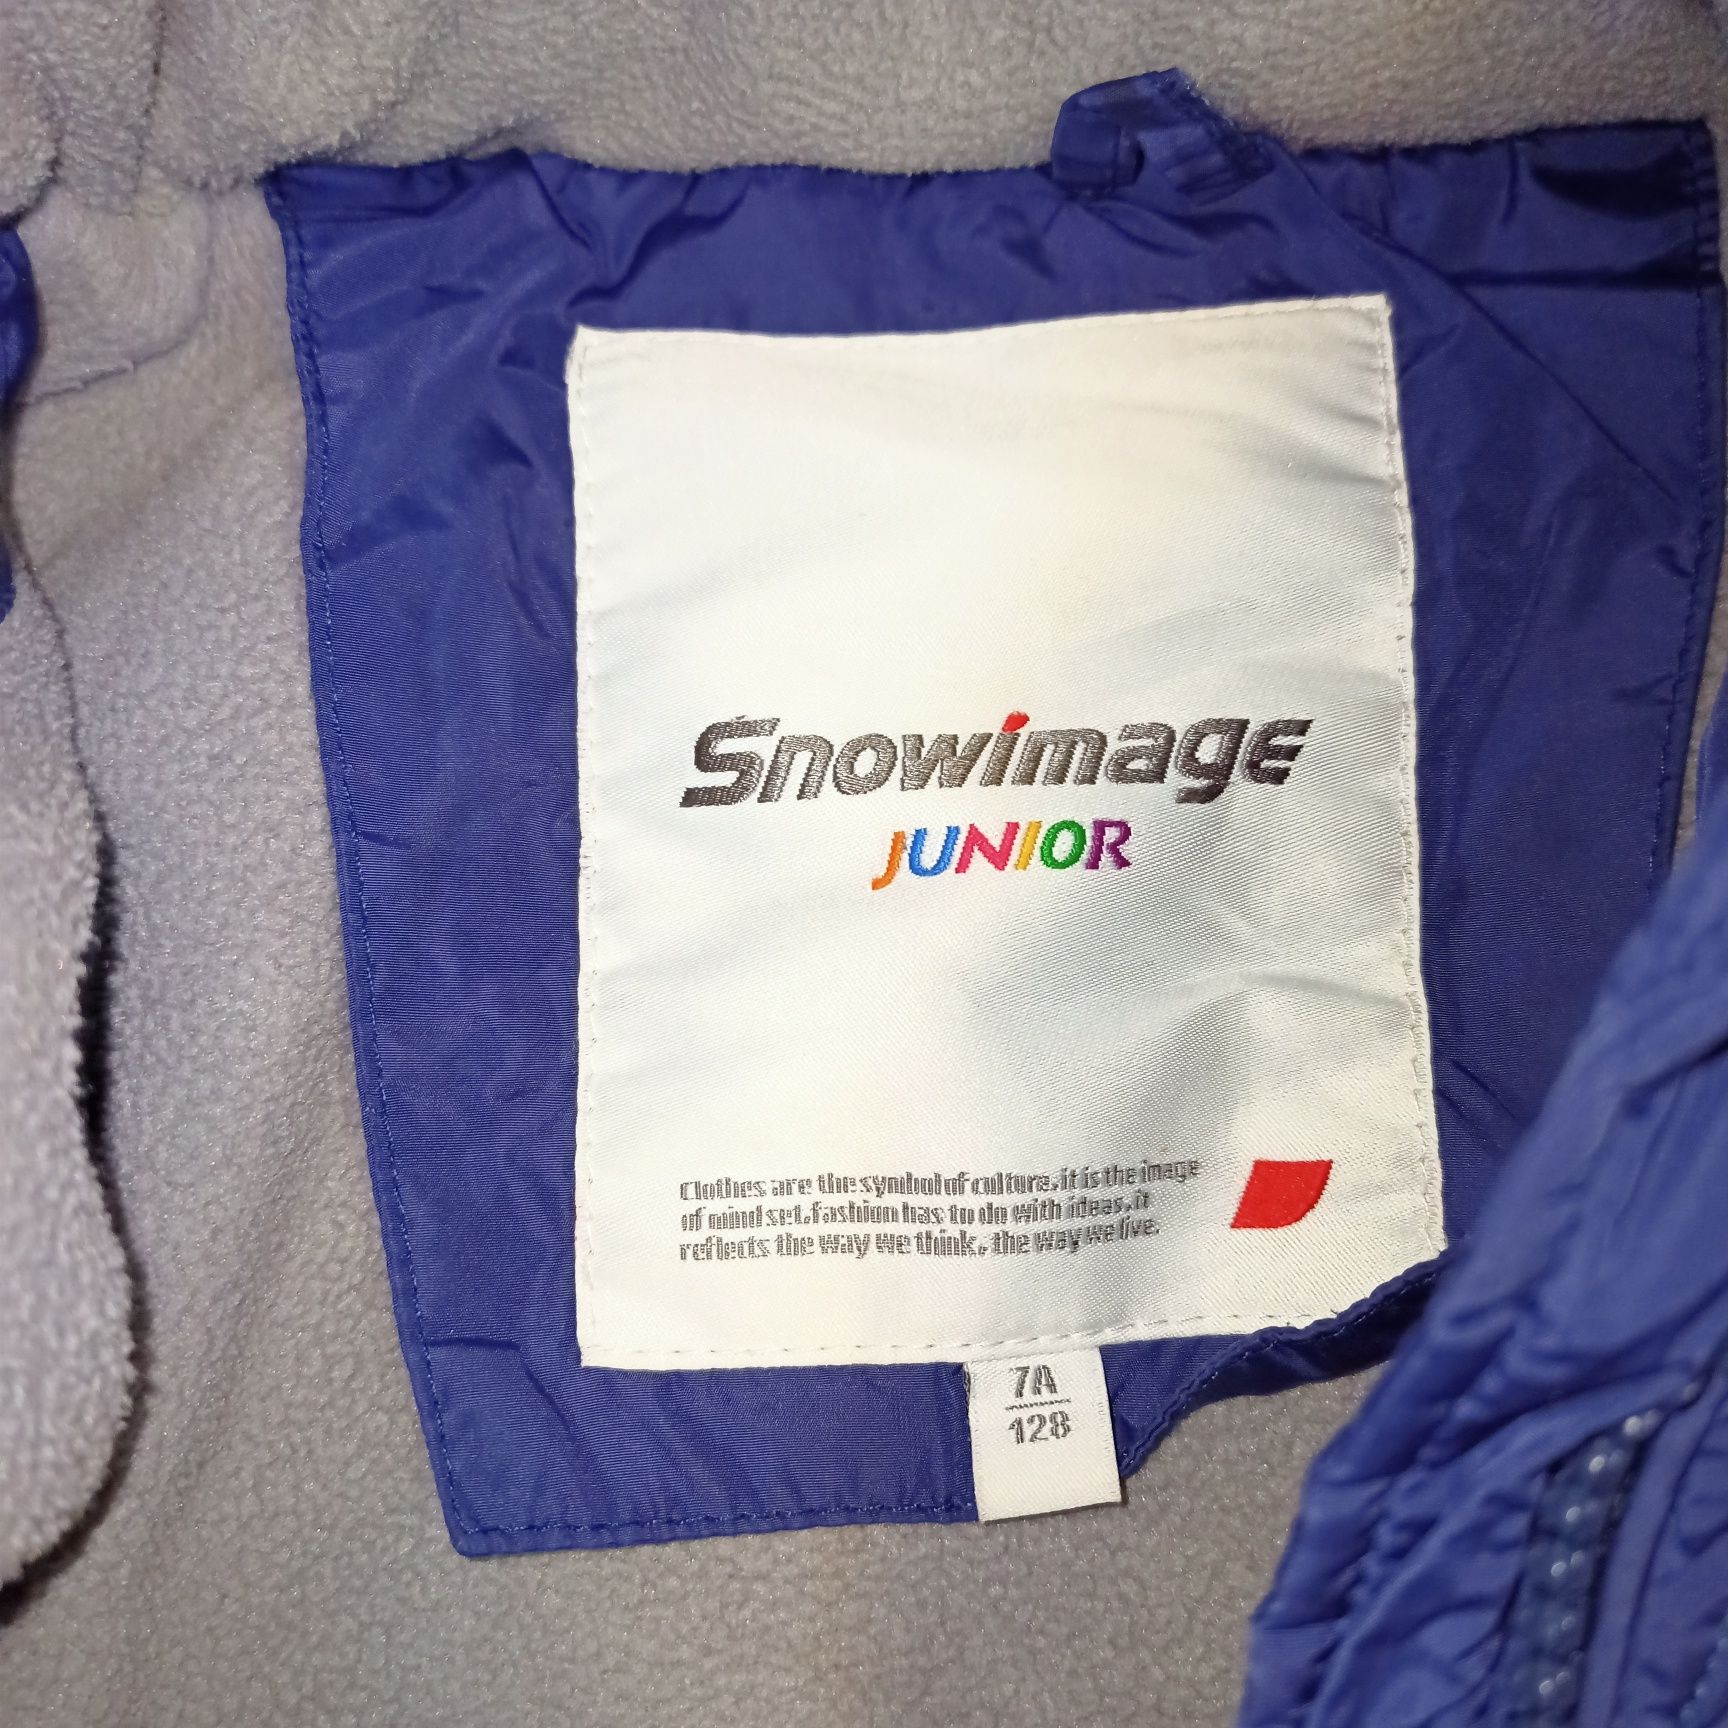 Snowimage
JUNIOR
Clothes are the symbol of culture.it is the image
of mind set.fashion has to do with ideas.it
reflects the way we think. the way we live.
7A
128